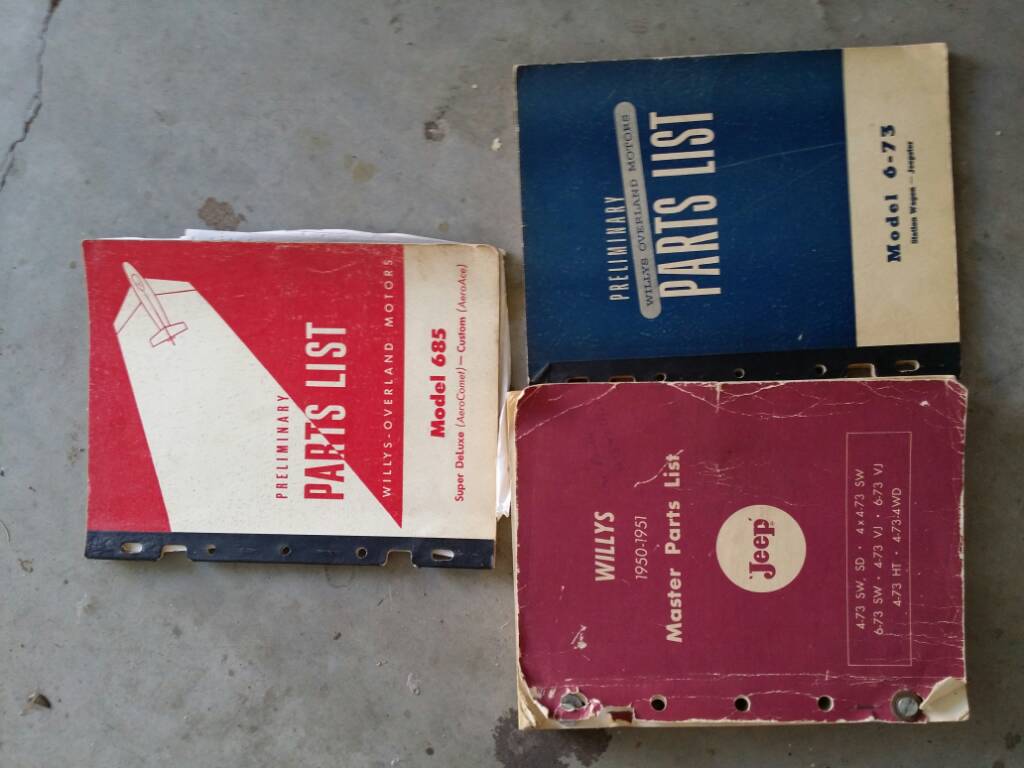 PRELIMINARY
PARTS LIST
WILLYS-OVERLAND MOTORS
Model 685
Super DeLuxe (AeroComet) — Custom (AeroAce)
PRELIMINARY
WILLYS OVERLAND MOTORS
PARTS LIST
Model 6-73
Station Wagon — Jeepster
WILLYS
1950-1951
Master Parts List
'Jeep'
4-73 SW, SD • 4x4-73 SW
6-73 SW • 4-73 VJ • 6-73 VJ
4-73 HT • 4-73-4WD